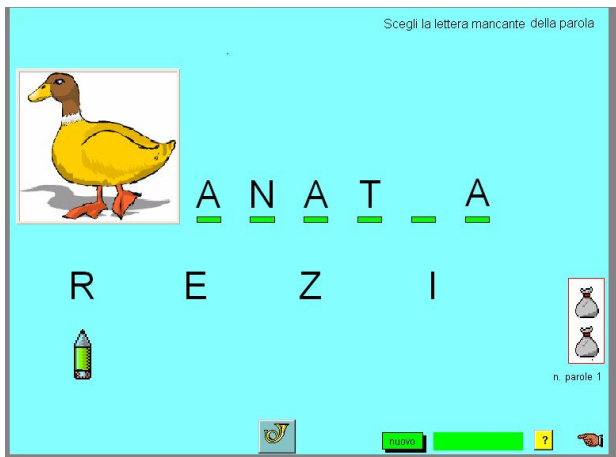 Scegli la lettera mancante della parola
A N A T _ A
R E Z I
n. parole 1
nuovo ?